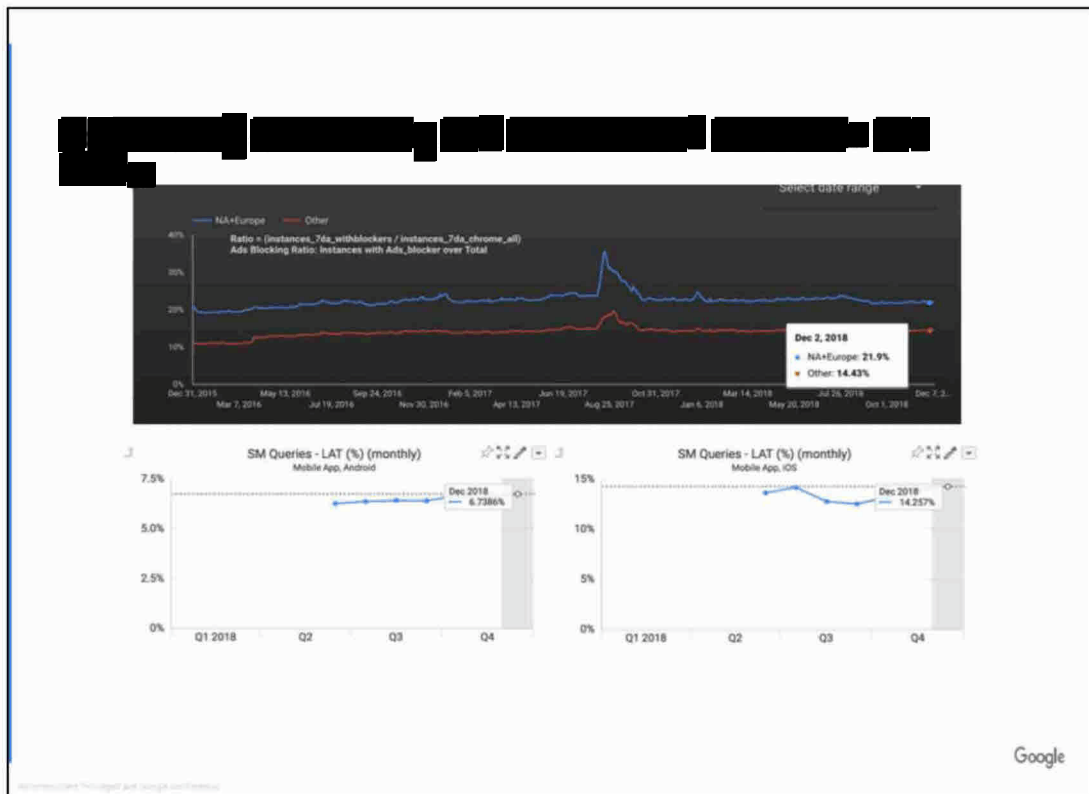 Select date range
NA+Europe Other
40%
Ratio = (instances_7da_withblockers / instances_7da_chrome_all)
Ads Blocking Ratio: Instances with Ads_blocker over Total
30%
20%
10%
0%
Dec 2, 2018
NA+Europe: 21.9%
Other: 14.43%
Dec 31, 2015 May 13, 2016 Sep 24, 2016 Feb 5, 2017 Jun 19, 2017 Oct 31, 2017 Mar 14, 2018 Jul 26, 2018 Dec 7, 2...
Mar 7, 2016 Jul 19, 2016 Nov 30, 2016 Apr 13, 2017 Aug 25, 2017 Jan 6, 2018 May 20, 2018 Oct 1, 2018
SM Queries - LAT (%) (monthly)
Mobile App, Android
7.5%
5.0%
2.5%
0%
Dec 2018
6.7386%
Q1 2018 Q2 Q3 Q4
SM Queries - LAT (%) (monthly)
Mobile App, iOS
15%
10%
5%
0%
Dec 2018
14.257%
Q1 2018 Q2 Q3 Q4
Google